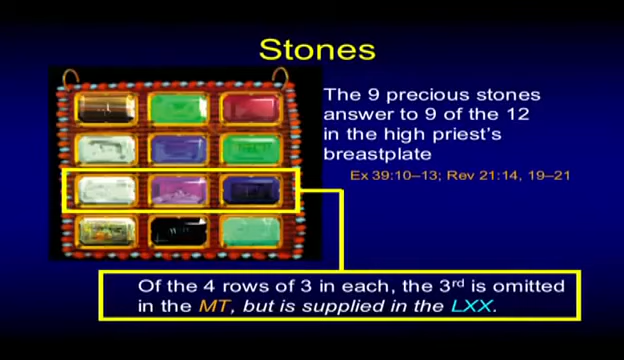 Stones
The 9 precious stones
answer to 9 of the 12
in the high priest's
breastplate
Ex 39:10–13; Rev 21:14, 19–21
Of the 4 rows of 3 in each, the 3rd is omitted
in the MT, but is supplied in the LXX.